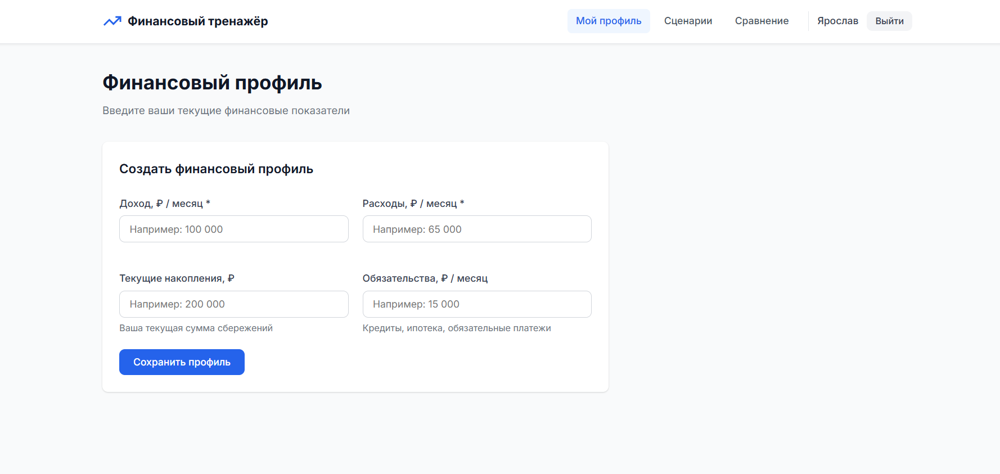 Финансовый тренажёр
Мой профиль
Сценарии
Сравнение
Ярослав
Выйти
Финансовый профиль
Введите ваши текущие финансовые показатели
Создать финансовый профиль
Доход, ₽ / месяц *
Расходы, ₽ / месяц *
Например: 100 000
Например: 65 000
Текущие накопления, ₽
Обязательства, ₽ / месяц
Например: 200 000
Например: 15 000
Ваша текущая сумма сбережений
Кредиты, ипотека, обязательные платежи
Сохранить профиль